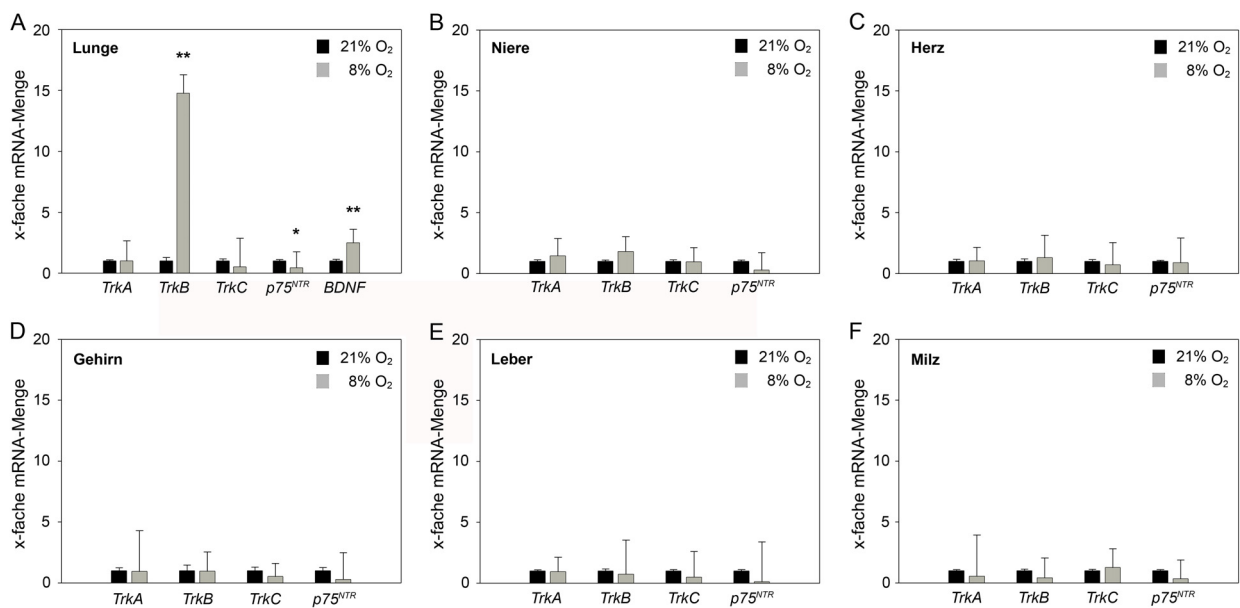 A
Lunge
21% O₂
8% O₂
x-fache mRNA-Menge
20
15
10
5
0
**
*
**
TrkA TrkB TrkC p75ᴺᵀᴿ BDNF
B
Niere
21% O₂
8% O₂
x-fache mRNA-Menge
20
15
10
5
0
TrkA TrkB TrkC p75ᴺᵀᴿ
C
Herz
21% O₂
8% O₂
x-fache mRNA-Menge
20
15
10
5
0
TrkA TrkB TrkC p75ᴺᵀᴿ
D
Gehirn
21% O₂
8% O₂
x-fache mRNA-Menge
20
15
10
5
0
TrkA TrkB TrkC p75ᴺᵀᴿ
E
Leber
21% O₂
8% O₂
x-fache mRNA-Menge
20
15
10
5
0
TrkA TrkB TrkC p75ᴺᵀᴿ
F
Milz
21% O₂
8% O₂
x-fache mRNA-Menge
20
15
10
5
0
TrkA TrkB TrkC p75ᴺᵀᴿ